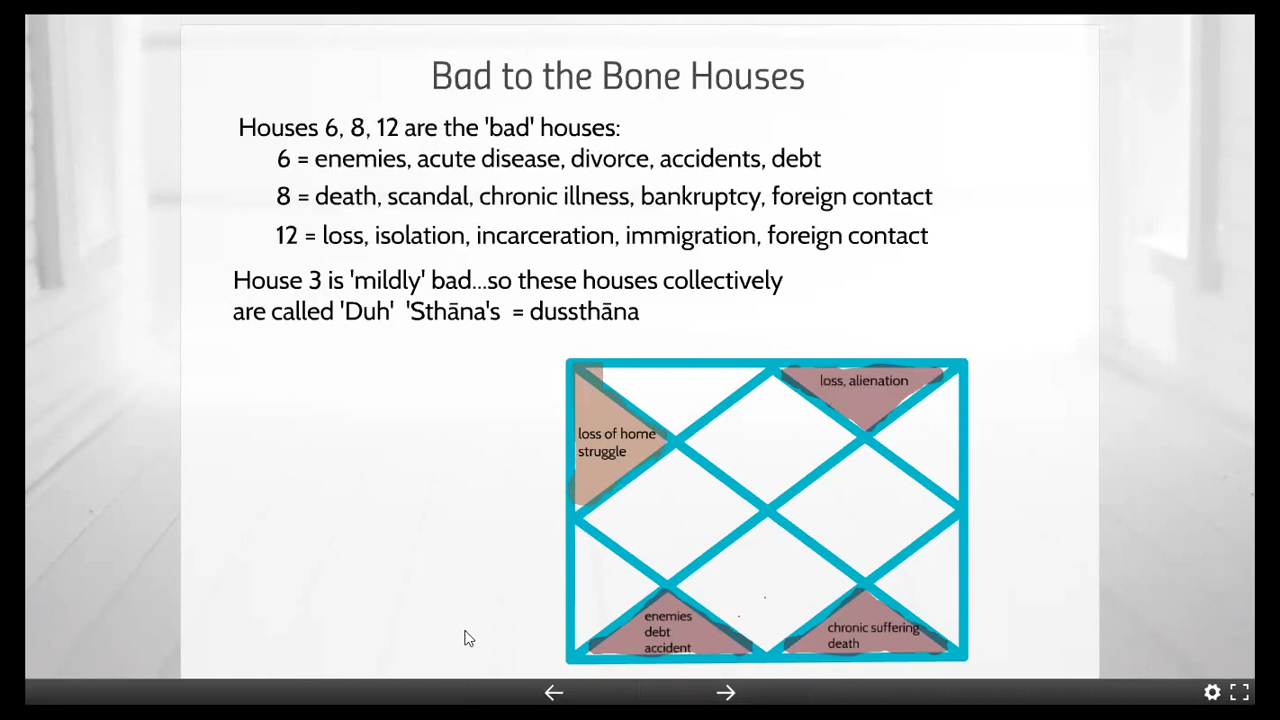 Bad to the Bone Houses
Houses 6, 8, 12 are the 'bad' houses:
6 = enemies, acute disease, divorce, accidents, debt
8 = death, scandal, chronic illness, bankruptcy, foreign contact
12 = loss, isolation, incarceration, immigration, foreign contact
House 3 is 'mildly' bad...so these houses collectively
are called 'Duh' 'Sthāna's = dussthāna
loss, alienation
loss of home
struggle
enemies
debt
accident
chronic suffering
death